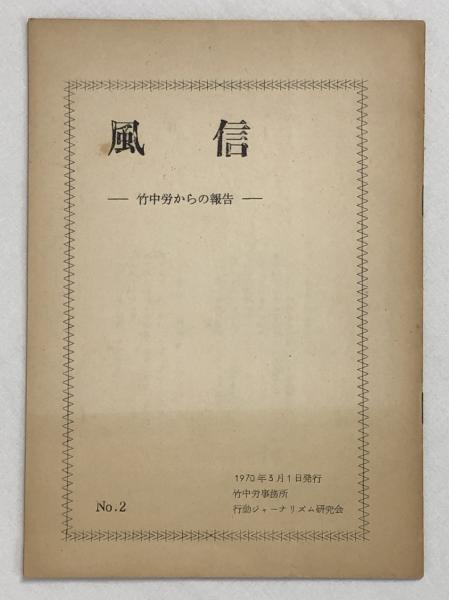 風 信
― 竹中労からの報告 ―
1970年3月1日発行
竹中労事務所
行動ジャーナリズム研究会
No.2